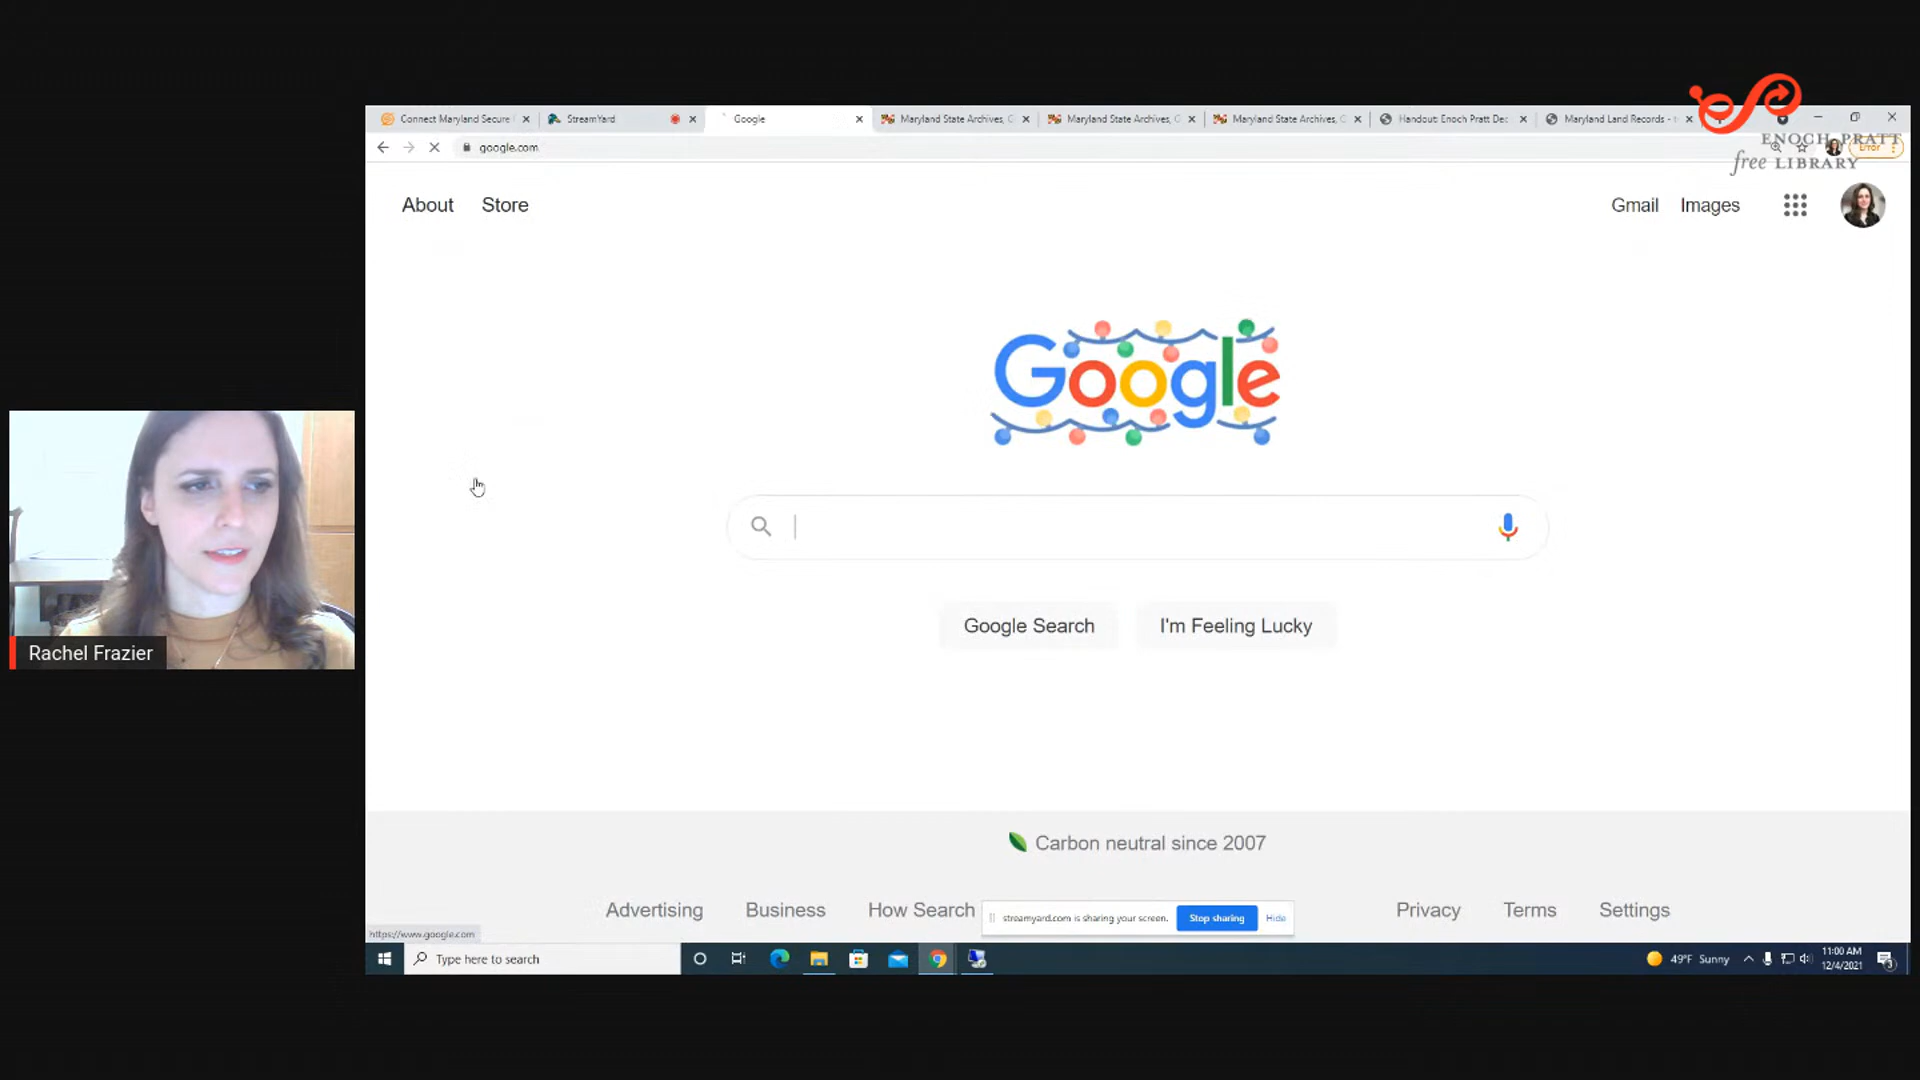 Connect Maryland Secure
StreamYard
Google
Maryland State Archives, G
Maryland State Archives, G
Maryland State Archives, G
Handout: Enoch Pratt Dec
Maryland Land Records -
google.com
Error
ENOCH PRATT
free LIBRARY
About
Store
Gmail
Images
Google
Rachel Frazier
Google Search
I'm Feeling Lucky
Carbon neutral since 2007
Advertising
Business
How Search
streamyard.com is sharing your screen.
Stop sharing
Hide
Privacy
Terms
Settings
https://www.google.com
Type here to search
49°F Sunny
11:00 AM
12/4/2021
3